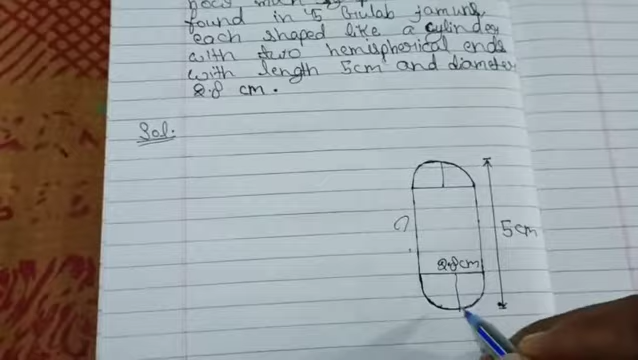 found in 45 Gulab jamuns,
each shaped like a cylinder
with two hemispherical ends
with length 5cm and diameter
2.8 cm.
Sol.
5cm
2.8cm